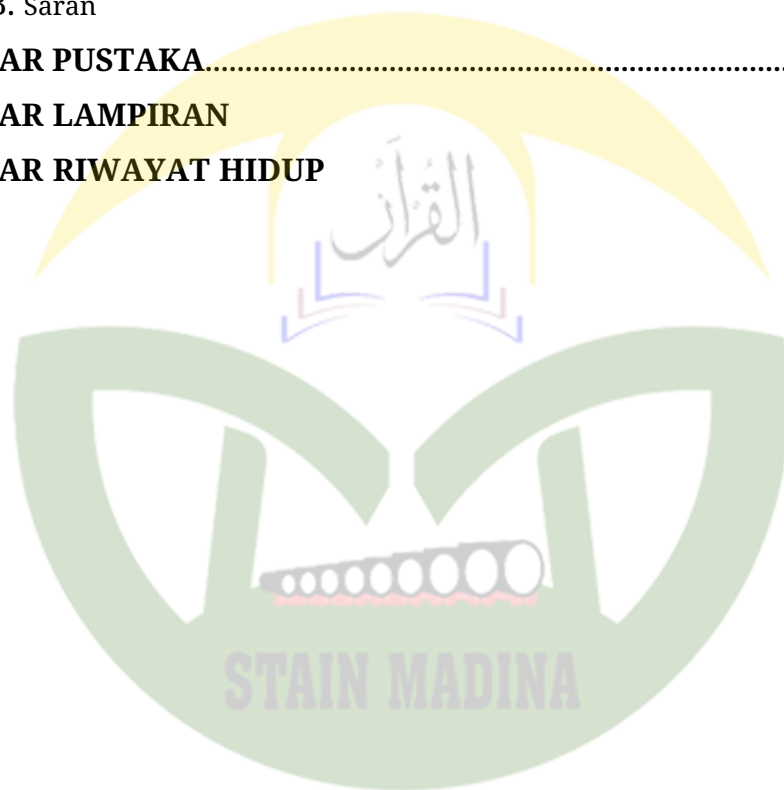 3. Saran
AR PUSTAKA..........................................................................
AR LAMPIRAN
AR RIWAYAT HIDUP
القرآن
STAIN MADINA